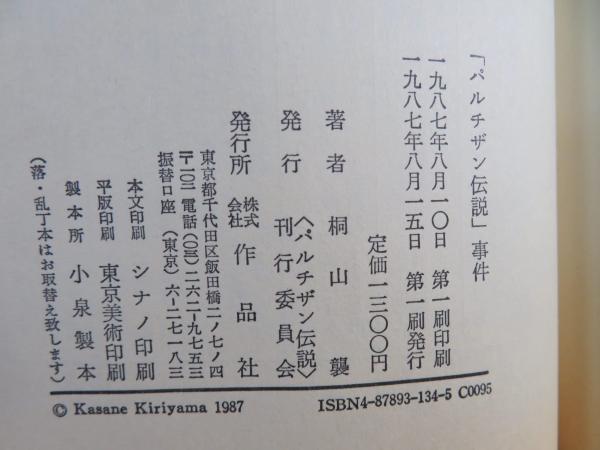 「パルチザン伝説」事件
一九八七年八月一〇日　第一刷印刷
一九八七年八月一五日　第一刷発行
定価一三〇〇円
著者　桐山襲
発行　〈パルチザン伝説〉刊行委員会
発行所　株式会社　作品社
東京都千代田区飯田橋二ノ七ノ四
〒一〇二　電話（〇三）二六二-九七五三
振替口座（東京）六-二七一八三
本文印刷　シナノ印刷
平版印刷　東京美術印刷
製本所　小泉製本
（落・乱丁本はお取替え致します）
© Kasane Kiriyama 1987
ISBN4-87893-134-5 C0095